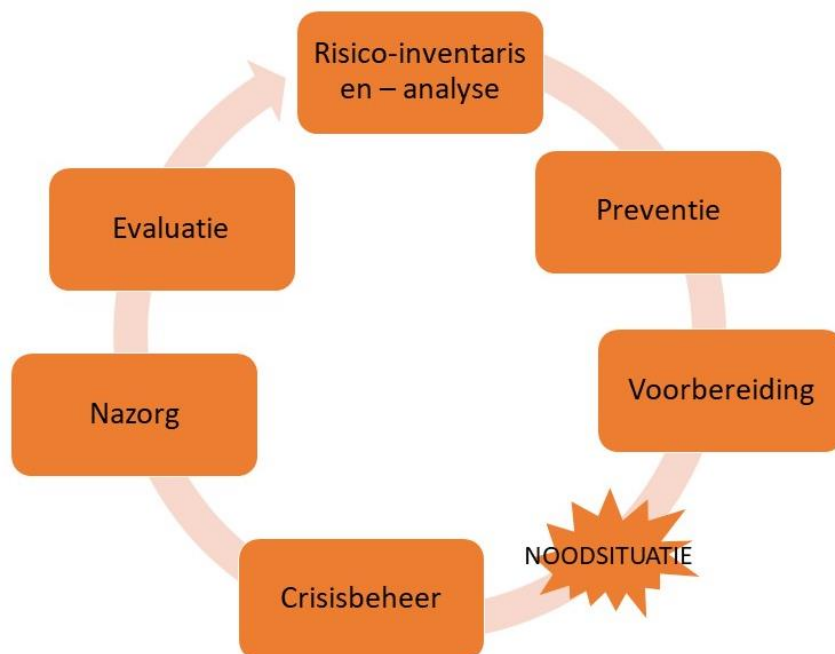 Risico-inventaris
en – analyse
Preventie
Voorbereiding
NOODSITUATIE
Crisisbeheer
Nazorg
Evaluatie